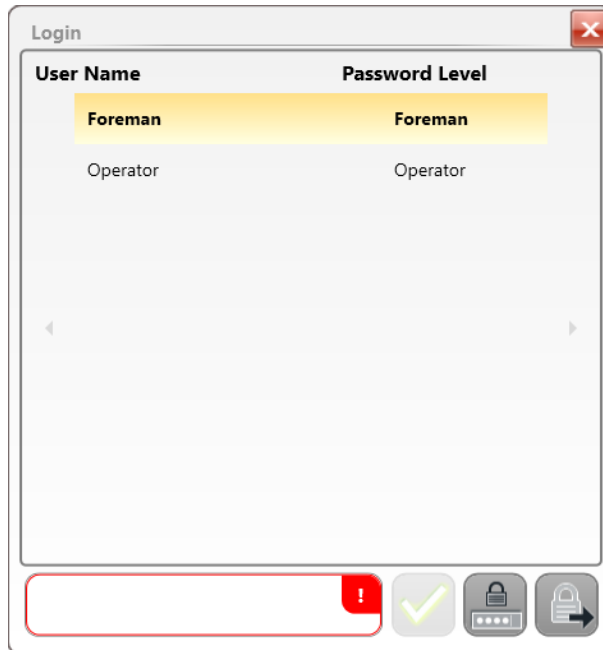 Login
User Name Password Level
Foreman Foreman
Operator Operator
!